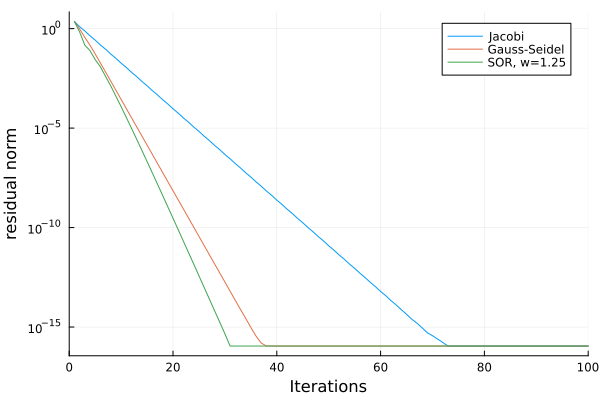 10^0
10^-5
10^-10
10^-15
residual norm
0 20 40 60 80 100
Iterations
Jacobi
Gauss-Seidel
SOR, w=1.25